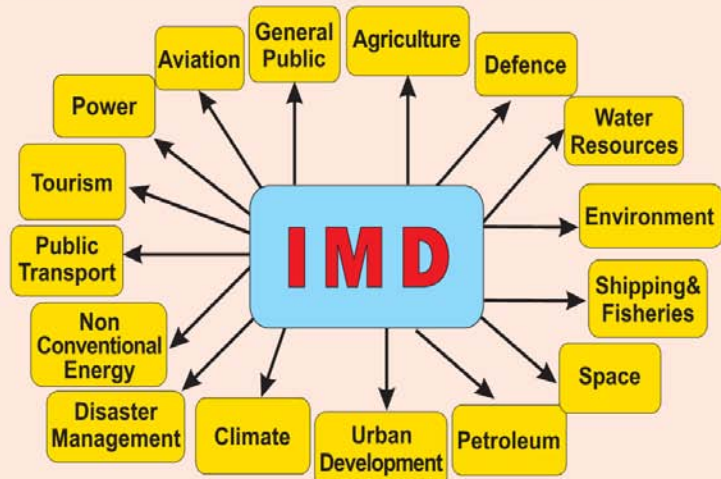 General
Public
Agriculture
Aviation
Defence
Power
Water
Resources
Tourism
Environment
IMD
Public
Transport
Shipping&
Fisheries
Non
Conventional
Energy
Space
Disaster
Management
Climate
Urban
Development
Petroleum